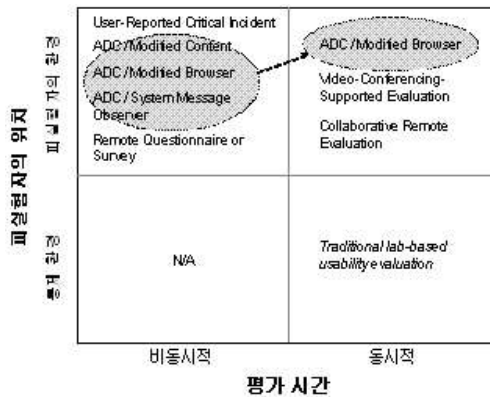 User-Reported Critical Incident
ADC/Modified Content
ADC/Modified Browser
ADC/System Message
Observer
Remote Questionnaire or
Survey
ADC/Modified Browser
Video-Conferencing-
Supported Evaluation
Collaborative Remote
Evaluation
N/A
Traditional lab-based
usability evaluation
피실험자의 위치
피실험자의 환경
통제 환경
비동시적
동시적
평가 시간